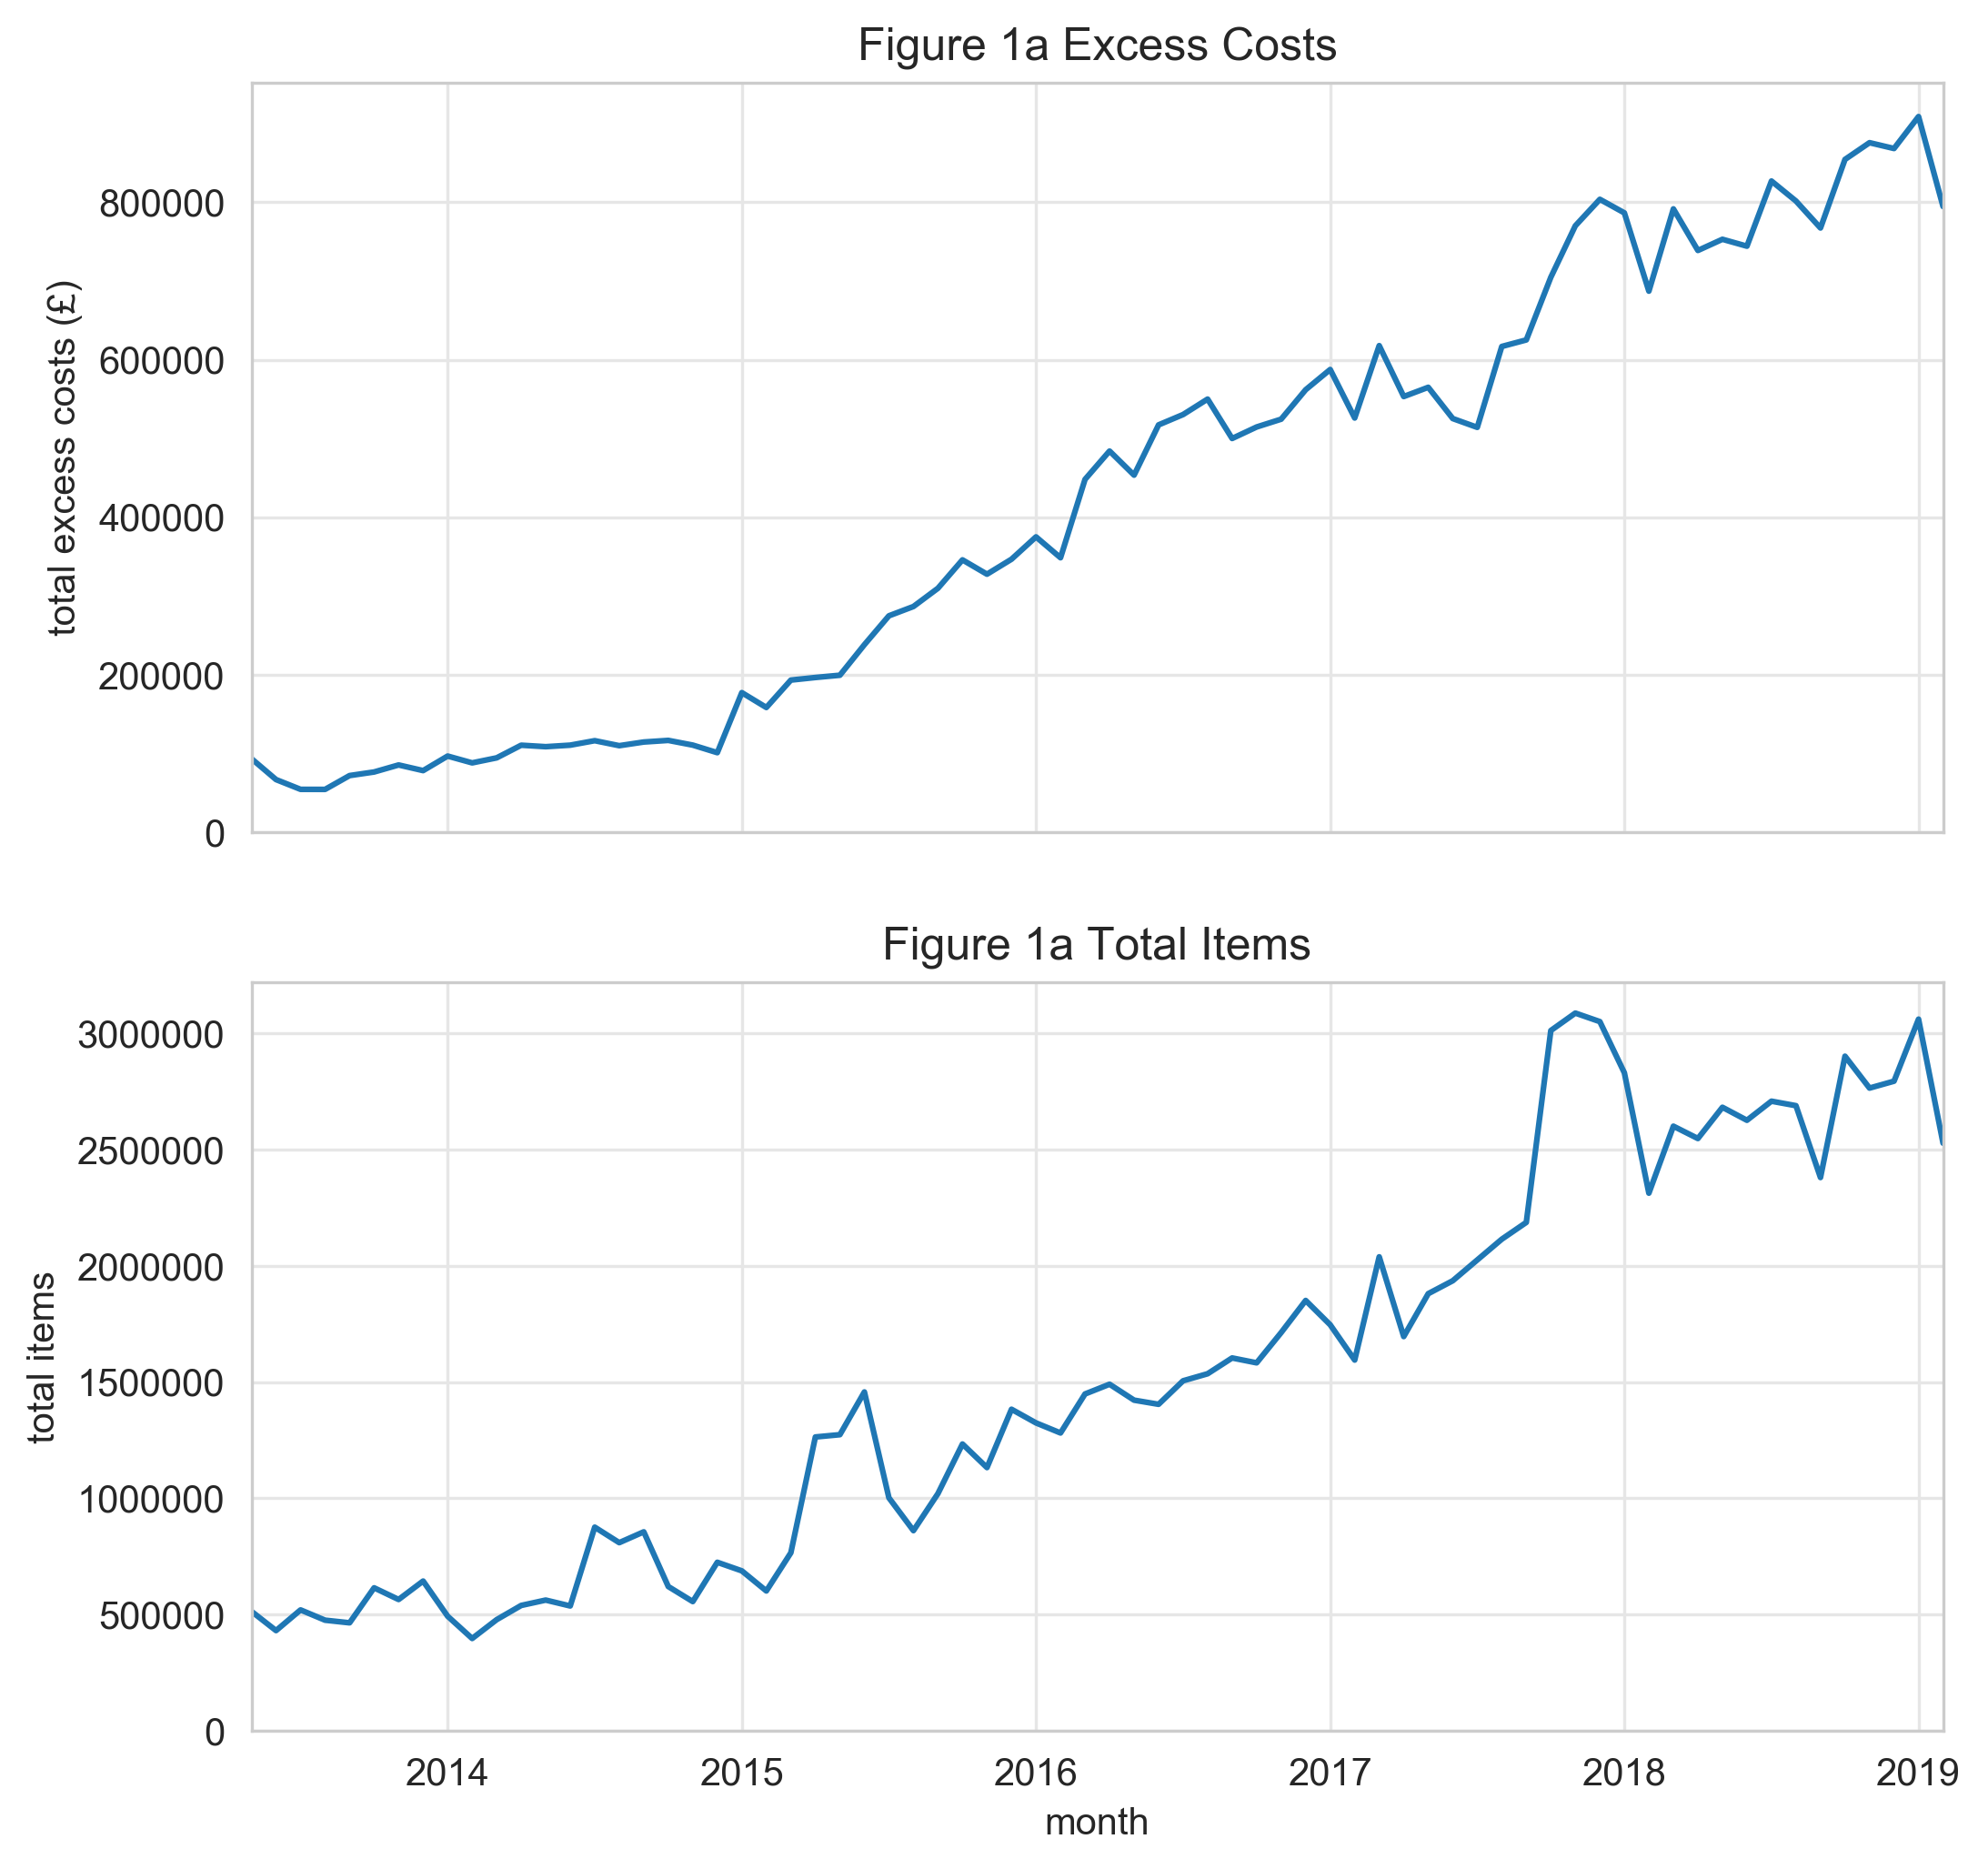 Figure 1a Excess Costs
total excess costs (£)
800000
600000
400000
200000
0
Figure 1a Total Items
total items
3000000
2500000
2000000
1500000
1000000
500000
0
2014 2015 2016 2017 2018 2019
month